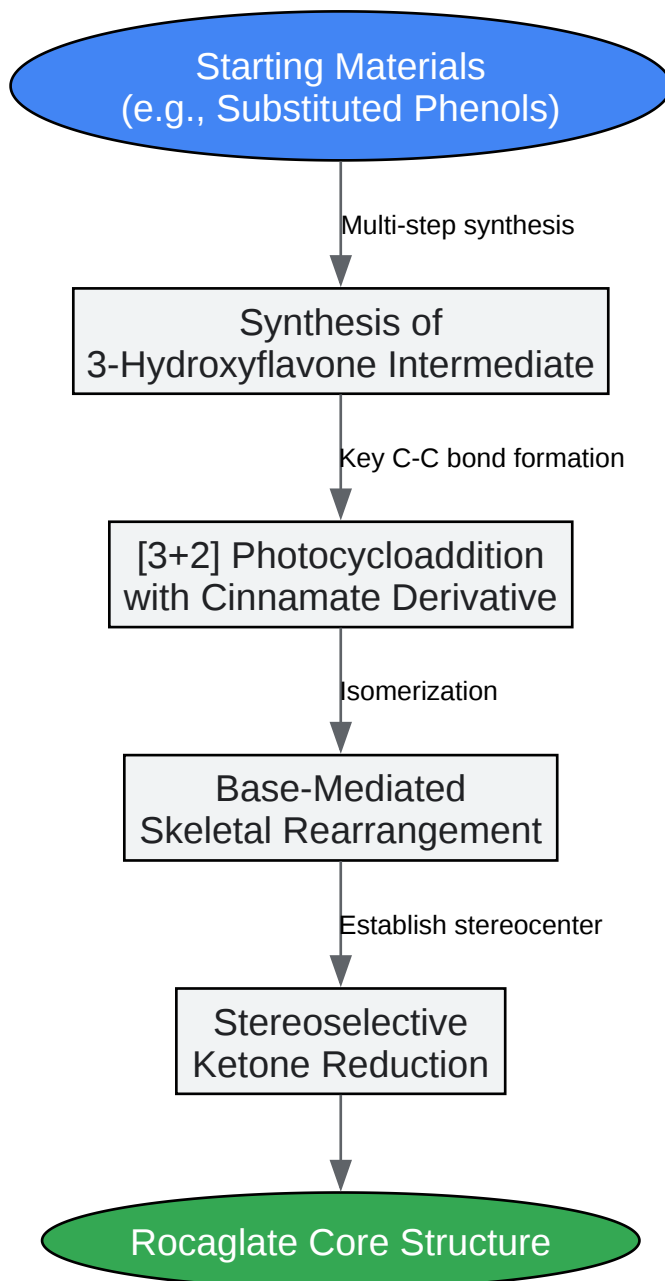 Starting Materials
(e.g., Substituted Phenols)
Multi-step synthesis
Synthesis of
3-Hydroxyflavone Intermediate
Key C-C bond formation
[3+2] Photocycloaddition
with Cinnamate Derivative
Isomerization
Base-Mediated
Skeletal Rearrangement
Establish stereocenter
Stereoselective
Ketone Reduction
Rocaglate Core Structure